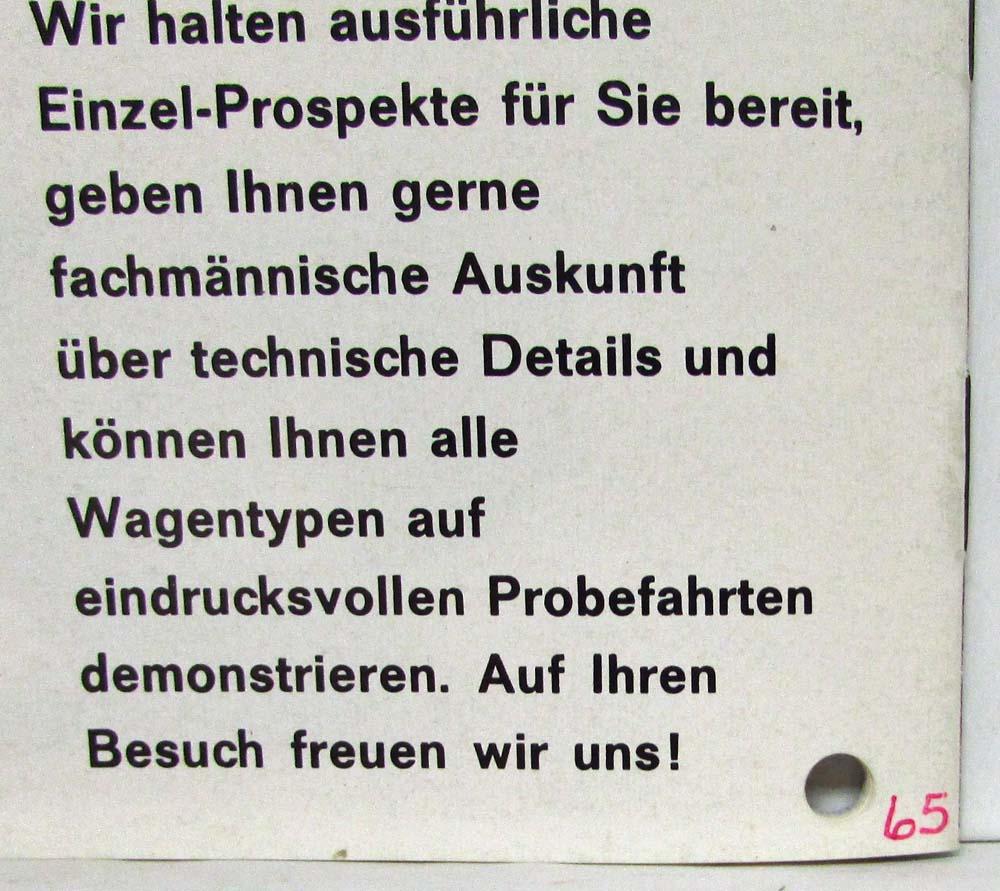 Wir halten ausführliche
Einzel-Prospekte für Sie bereit,
geben Ihnen gerne
fachmännische Auskunft
über technische Details und
können Ihnen alle
Wagentypen auf
eindrucksvollen Probefahrten
demonstrieren. Auf Ihren
Besuch freuen wir uns!
65